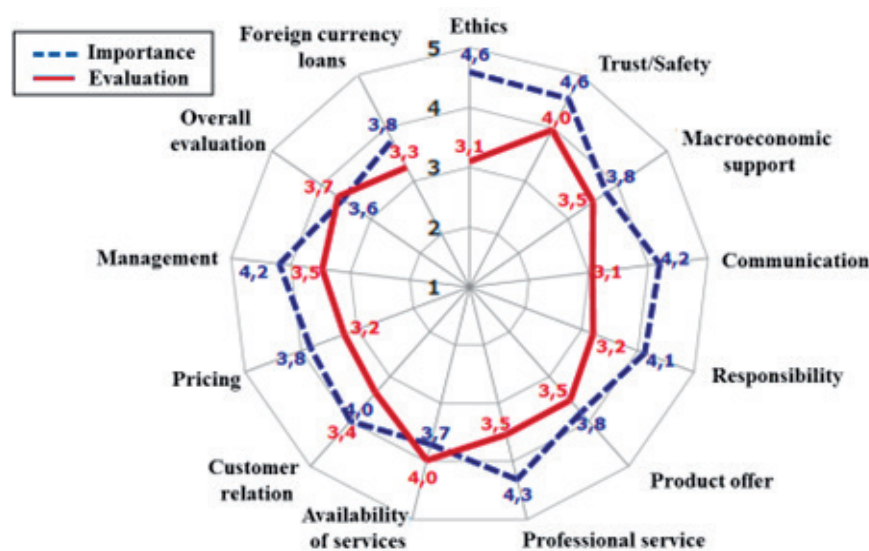 Importance
Evaluation
Foreign currency
loans
Ethics
Trust/Safety
Macroeconomic
support
Communication
Responsibility
Product offer
Professional service
Availability
of services
Customer
relation
Pricing
Management
Overall
evaluation
5
4
3
2
1
4,6
4,6
3,8
4,2
4,1
3,8
4,3
3,7
4,0
3,8
4,2
3,6
3,8
3,1
4,0
3,5
3,1
3,2
3,5
3,5
4,0
3,4
3,2
3,5
3,7
3,3